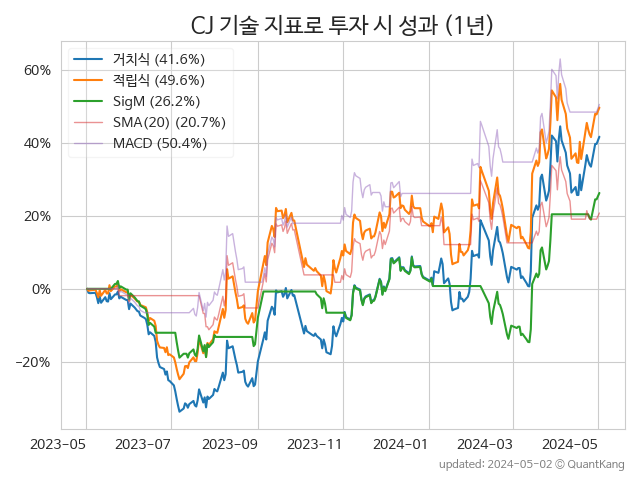 CJ 기술 지표로 투자 시 성과 (1년)
거치식 (41.6%)
적립식 (49.6%)
SigM (26.2%)
SMA(20) (20.7%)
MACD (50.4%)
60%
40%
20%
0%
−20%
2023-05 2023-07 2023-09 2023-11 2024-01 2024-03 2024-05
updated: 2024-05-02 © QuantKang